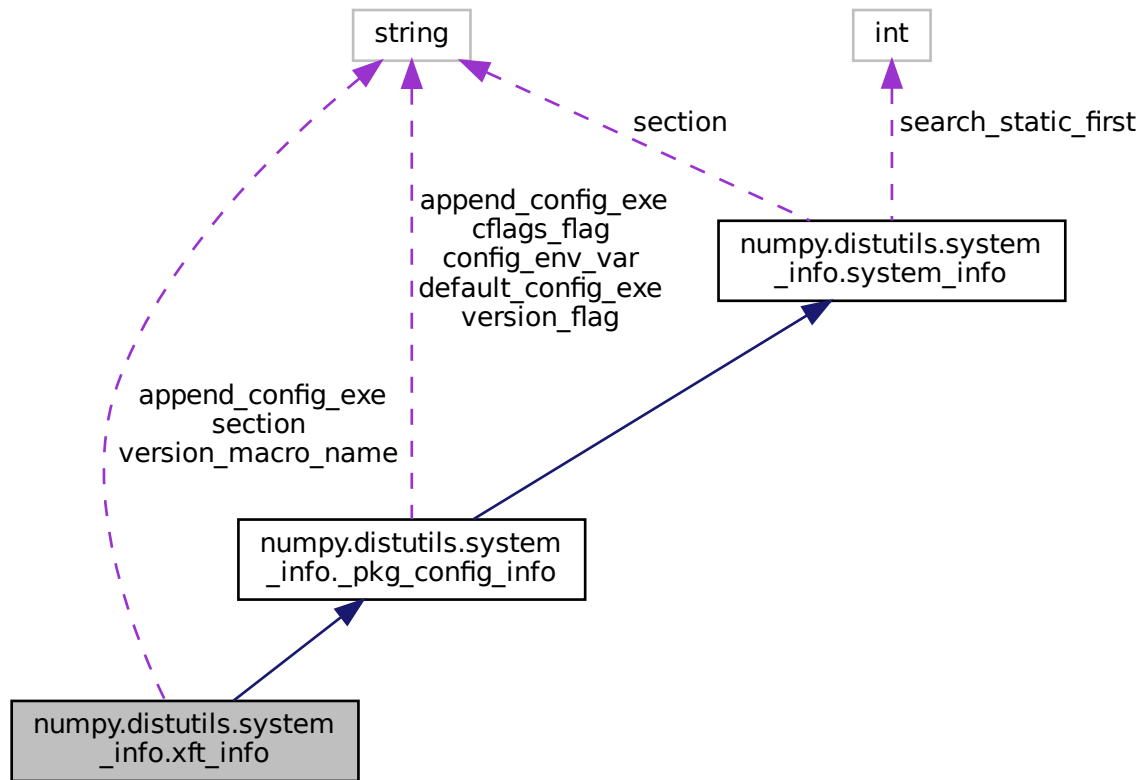 string
int
section
search_static_first
append_config_exe
cflags_flag
config_env_var
default_config_exe
version_flag
numpy.distutils.system
_info.system_info
append_config_exe
section
version_macro_name
numpy.distutils.system
_info._pkg_config_info
numpy.distutils.system
_info.xft_info